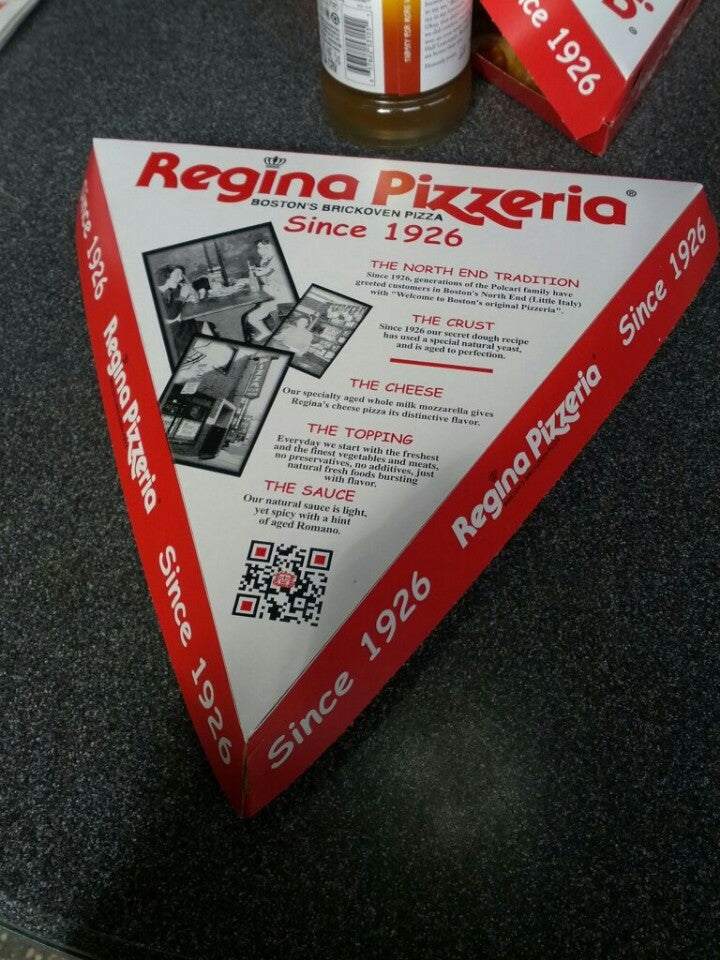 Since 1926
Regina Pizzeria®
BOSTON'S BRICKOVEN PIZZA
Since 1926
THE NORTH END TRADITION
Since 1926, generations of the Polcari family have
greeted customers in Boston's North End (Little Italy)
with "Welcome to Boston's original Pizzeria".
THE CRUST
Since 1926 our secret dough recipe
has used a special natural yeast,
and is aged to perfection.
THE CHEESE
Our specialty aged whole milk mozzarella gives
Regina's cheese pizza its distinctive flavor.
THE TOPPING
Everyday we start with the freshest
and the finest vegetables and meats,
no preservatives, no additives, just
natural fresh foods bursting
with flavor.
THE SAUCE
Our natural sauce is light,
yet spicy with a hint
of aged Romano.
Since 1926
Regina Pizzeria
Since 1926
Since 1926
Regina Pizzeria
Since 1926